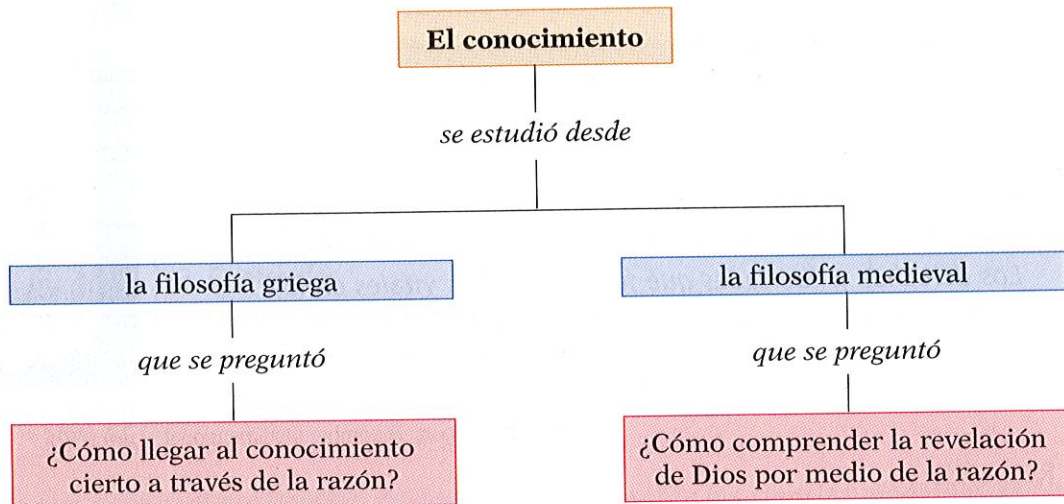 El conocimiento
se estudió desde
la filosofía griega
la filosofía medieval
que se preguntó
que se preguntó
¿Cómo llegar al conocimiento
cierto a través de la razón?
¿Cómo comprender la revelación
de Dios por medio de la razón?